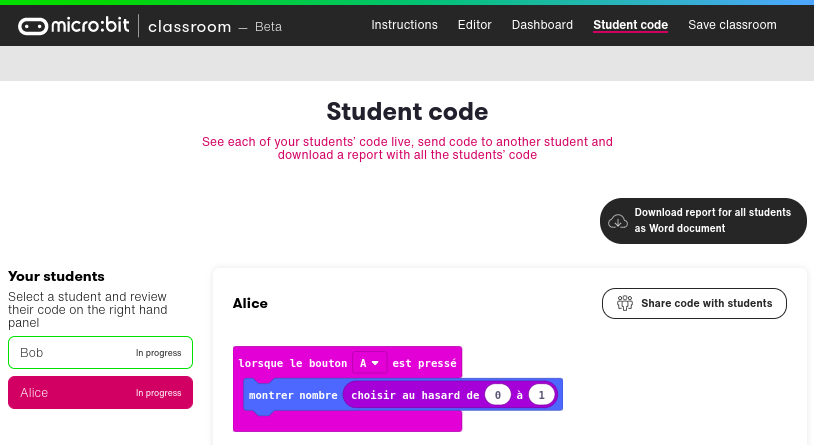 micro:bit classroom – Beta
Instructions Editor Dashboard Student code Save classroom
Student code
See each of your students' code live, send code to another student and
download a report with all the students' code
Download report for all students
as Word document
Your students
Select a student and review
their code on the right hand
panel
Bob In progress
Alice In progress
Alice
Share code with students
lorsque le bouton A est pressé
montrer nombre choisir au hasard de 0 à 1